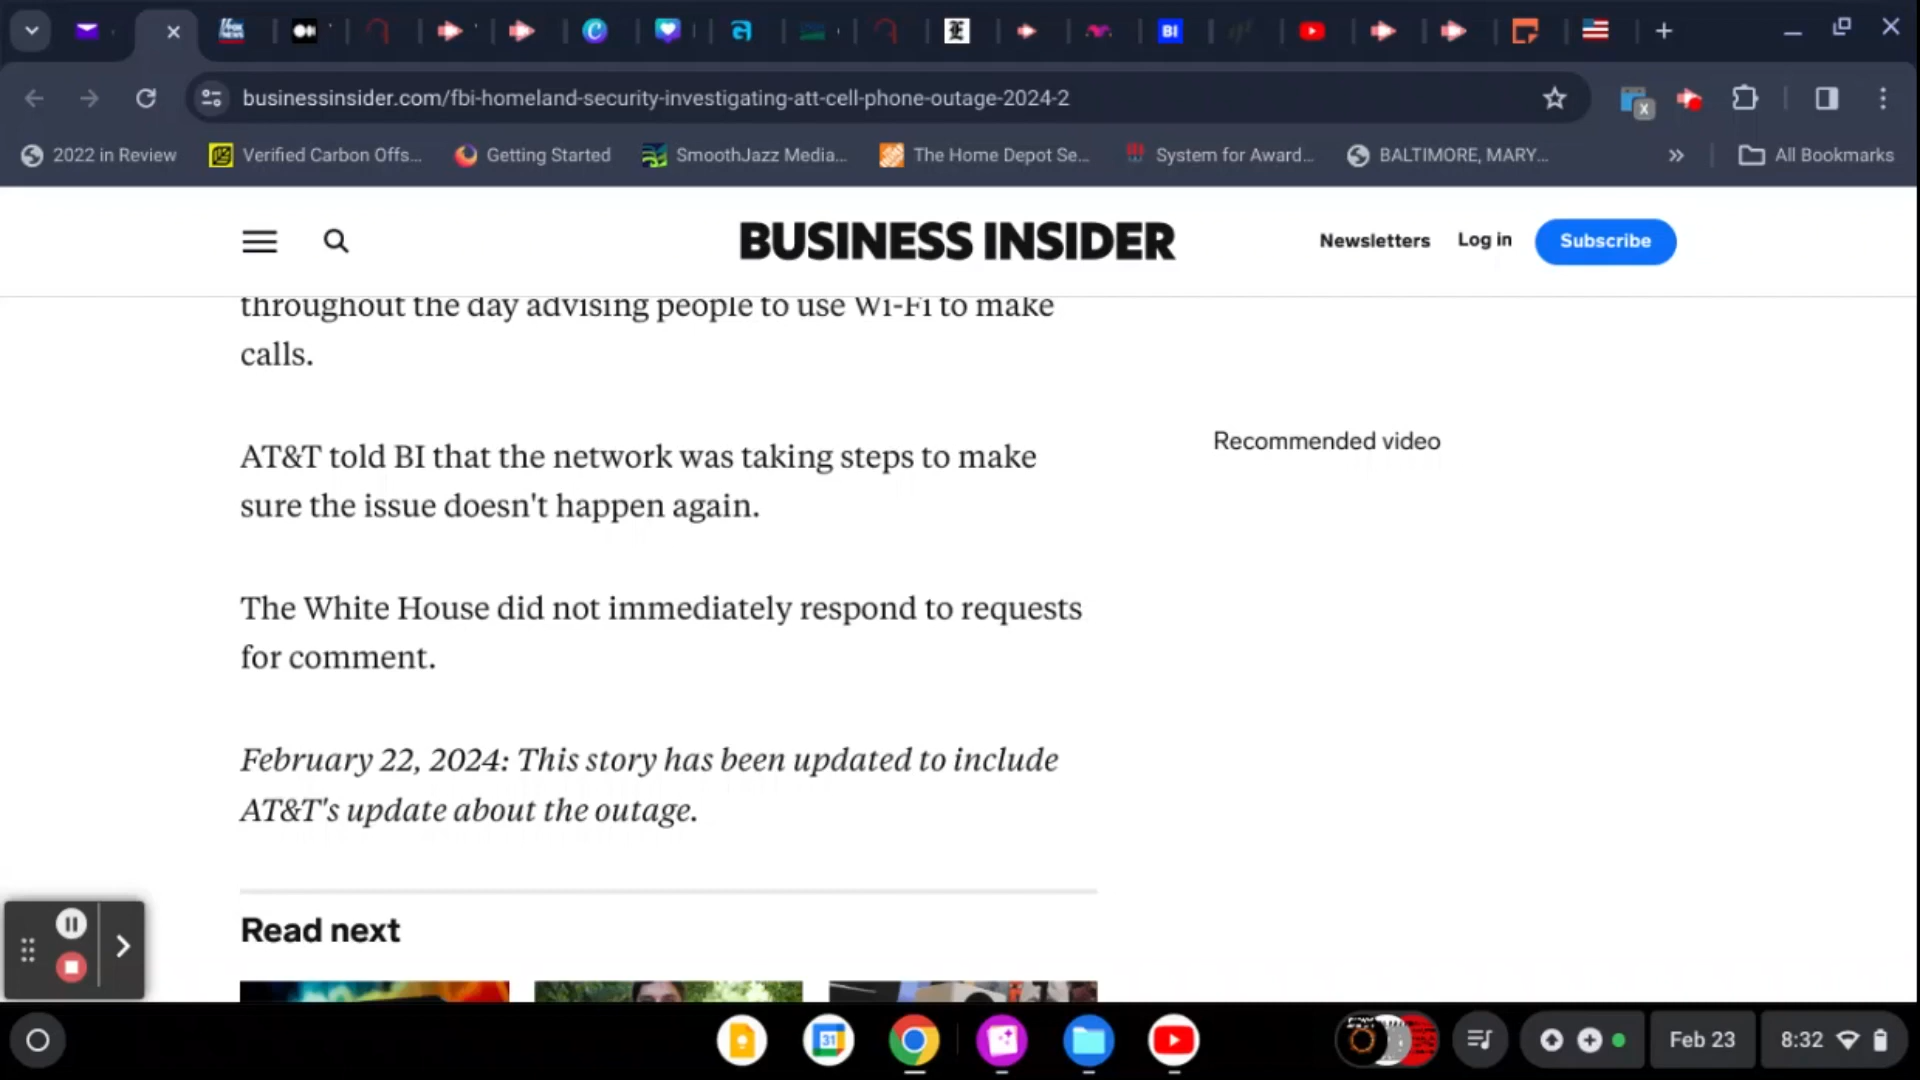 businessinsider.com/fbi-homeland-security-investigating-att-cell-phone-outage-2024-2
2022 in Review
Verified Carbon Offs...
Getting Started
SmoothJazz Media...
The Home Depot Se...
System for Award...
BALTIMORE, MARY...
All Bookmarks
BUSINESS INSIDER
Newsletters
Log in
Subscribe
throughout the day advising people to use Wi-Fi to make
calls.
AT&T told BI that the network was taking steps to make
sure the issue doesn't happen again.
Recommended video
The White House did not immediately respond to requests
for comment.
February 22, 2024: This story has been updated to include
AT&T's update about the outage.
Read next
Feb 23
8:32